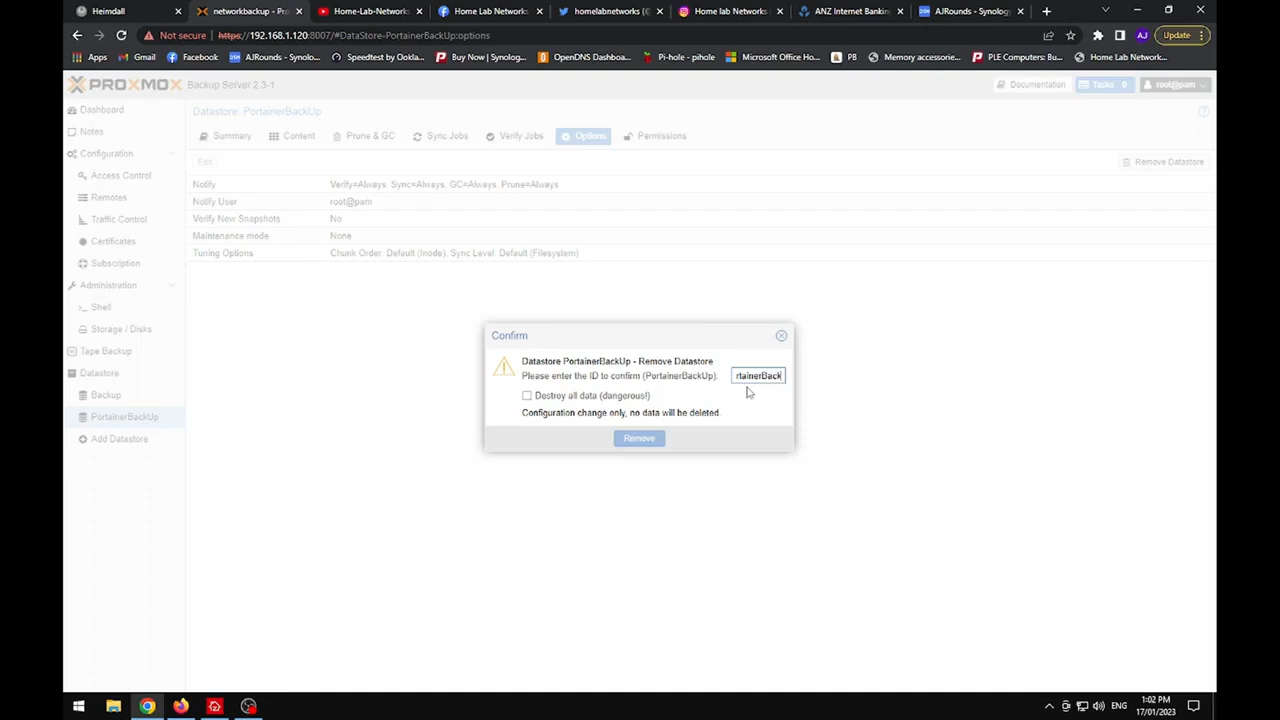 Heimdall
networkbackup - Pro
Home-Lab-Networks
Home Lab Networks
homelabnetworks (
Home lab Network
ANZ Internet Banki
AJRounds - Synolog
Not secure
https://192.168.1.120:8007/#DataStore-PortainerBackUp:options
AJ
Update
Apps
Gmail
Facebook
AJRounds - Synolo...
Speedtest by Ookla...
Buy Now | Synolog...
OpenDNS Dashboa...
Pi-hole - pihole
Microsoft Office Ho...
P8
Memory accessorie...
PLE Computers: Bu...
Home Lab Network...
PROXMOX
Backup Server 2.3-1
Documentation
Tasks 0
root@pam
Dashboard
Notes
Configuration
Access Control
Remotes
Traffic Control
Certificates
Subscription
Administration
Shell
Storage / Disks
Tape Backup
Datastore
Backup
PortainerBackUp
Add Datastore
Datastore: PortainerBackUp
Summary
Content
Prune & GC
Sync Jobs
Verify Jobs
Options
Permissions
Edit
Remove Datastore
Notify Verify=Always, Sync=Always, GC=Always, Prune=Always
Notify User root@pam
Verify New Snapshots No
Maintenance mode None
Tuning Options Chunk Order: Default (Inode), Sync Level: Default (Filesystem)
Confirm
Datastore PortainerBackUp - Remove Datastore
Please enter the ID to confirm (PortainerBackUp): rtainerBack
Destroy all data (dangerous!)
Configuration change only, no data will be deleted.
Remove
ENG
1:02 PM
17/01/2023